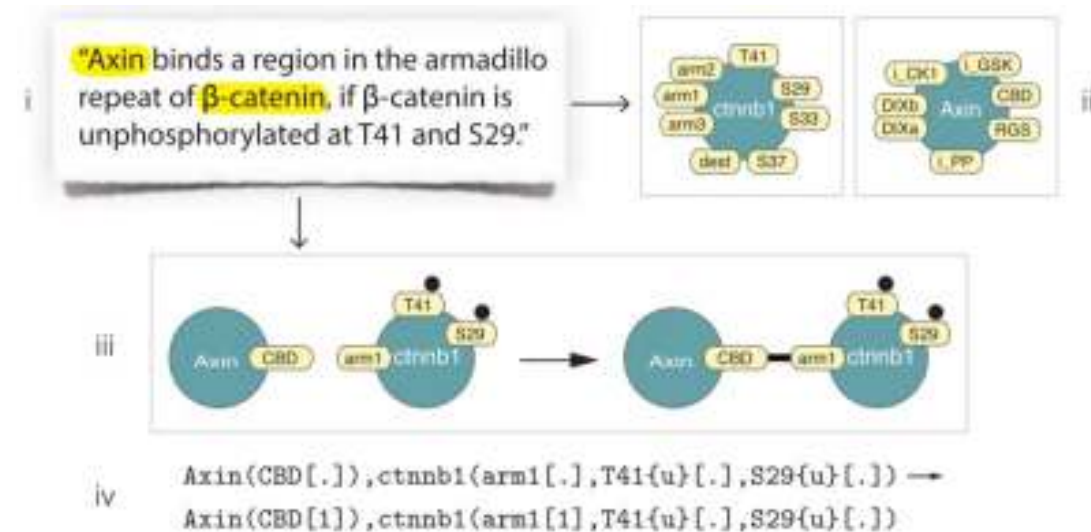 i
"Axin binds a region in the armadillo
repeat of β-catenin, if β-catenin is
unphosphorylated at T41 and S29."
T41
arm2
S29
arm1
ctnnb1
S33
arm3
dest
S37
i_GSK
i_CK1
CBD
DIXb
Axin
DIXa
RGS
i_PP
ii
iii
Axin
CBD
arm1
ctnnb1
T41
S29
Axin
CBD
arm1
ctnnb1
T41
S29
iv
Axin(CBD[.]),ctnnb1(arm1[.],T41{u}[.],S29{u}[.]) →
Axin(CBD[1]),ctnnb1(arm1[1],T41{u}[.],S29{u}[.])